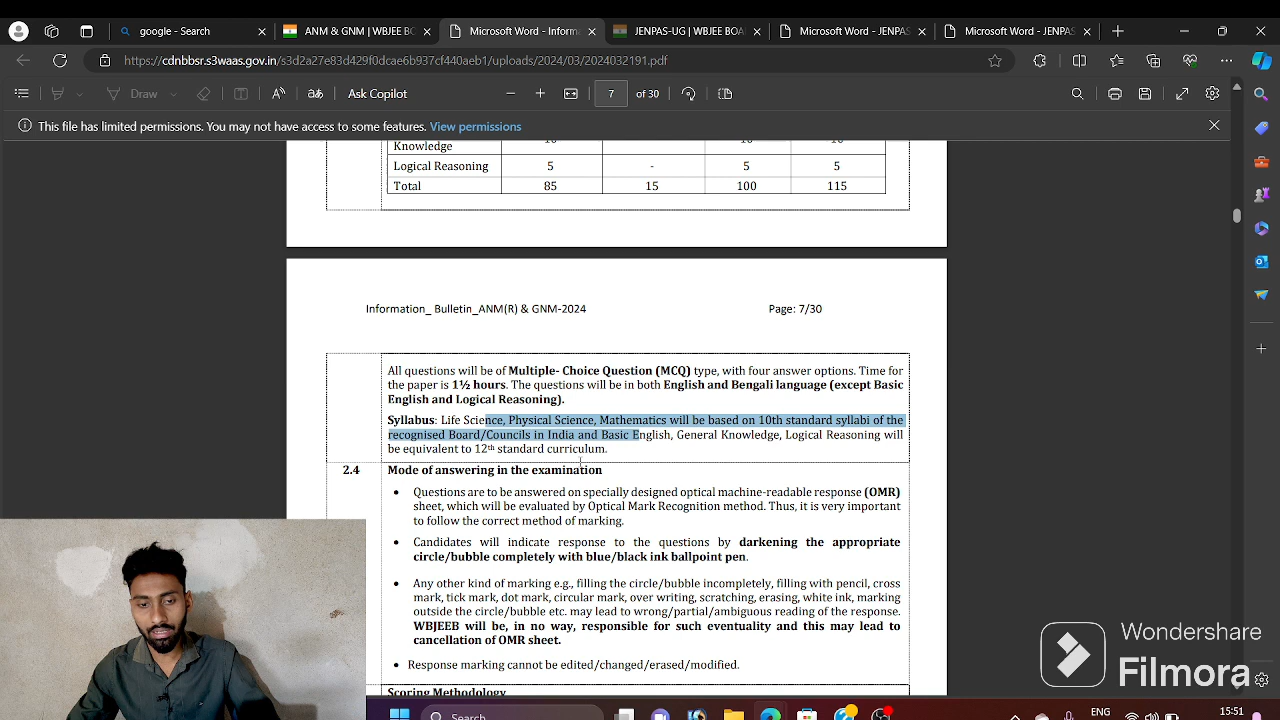 google - Search
ANM & GNM | WBJEE BO
Microsoft Word - Inform
JENPAS-UG | WBJEE BOA
Microsoft Word - JENPAS
Microsoft Word - JENPAS
https://cdnbbsr.s3waas.gov.in/s3d2a27e83d429f0dcae6b937cf440aeb1/uploads/2024/03/2024032191.pdf
Draw
Ask Copilot
7 of 30
This file has limited permissions. You may not have access to some features. View permissions
Knowledge
Logical Reasoning 5 - 5 5
Total 85 15 100 115
Information_ Bulletin_ANM(R) & GNM-2024 Page: 7/30
All questions will be of Multiple- Choice Question (MCQ) type, with four answer options. Time for
the paper is 1½ hours. The questions will be in both English and Bengali language (except Basic
English and Logical Reasoning).
Syllabus: Life Science, Physical Science, Mathematics will be based on 10th standard syllabi of the
recognised Board/Councils in India and Basic English, General Knowledge, Logical Reasoning will
be equivalent to 12th standard curriculum.
2.4 Mode of answering in the examination
• Questions are to be answered on specially designed optical machine-readable response (OMR)
sheet, which will be evaluated by Optical Mark Recognition method. Thus, it is very important
to follow the correct method of marking.
• Candidates will indicate response to the questions by darkening the appropriate
circle/bubble completely with blue/black ink ballpoint pen.
• Any other kind of marking e.g., filling the circle/bubble incompletely, filling with pencil, cross
mark, tick mark, dot mark, circular mark, over writing, scratching, erasing, white ink, marking
outside the circle/bubble etc. may lead to wrong/partial/ambiguous reading of the response.
WBJEEB will be, in no way, responsible for such eventuality and this may lead to
cancellation of OMR sheet.
• Response marking cannot be edited/changed/erased/modified.
Scoring Methodology
Wondershare
Filmora
Search
ENG
15:51